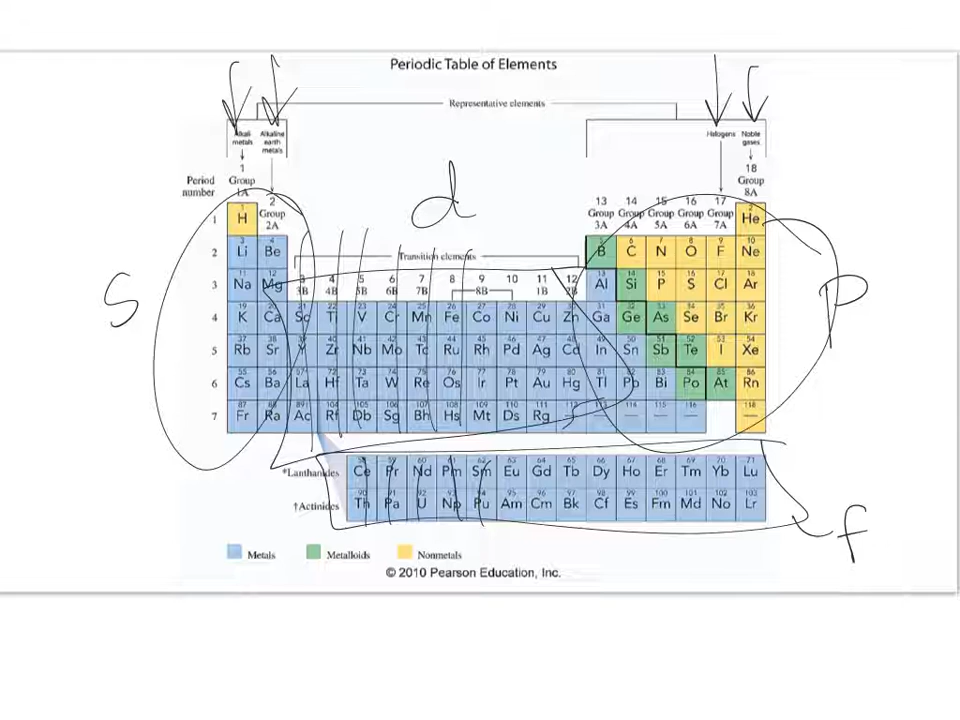 Periodic Table of Elements
Representative elements
Alkali metals
Alkaline earth metals
Halogens
Noble gases
Period number
1 Group 1A
2 Group 2A
13 Group 3A
14 Group 4A
15 Group 5A
16 Group 6A
17 Group 7A
18 Group 8A
d
S
P
f
Transition elements
3 3B
4 4B
5 5B
6 6B
7 7B
8 9 10
8B
11 1B
12 2B
1 H He
2 Li Be B C N O F Ne
3 Na Mg Al Si P S Cl Ar
4 K Ca Sc Ti V Cr Mn Fe Co Ni Cu Zn Ga Ge As Se Br Kr
5 Rb Sr Y Zr Nb Mo Tc Ru Rh Pd Ag Cd In Sn Sb Te I Xe
6 Cs Ba La Hf Ta W Re Os Ir Pt Au Hg Tl Pb Bi Po At Rn
7 Fr Ra Ac Rf Db Sg Bh Hs Mt Ds Rg
*Lanthanides Ce Pr Nd Pm Sm Eu Gd Tb Dy Ho Er Tm Yb Lu
†Actinides Th Pa U Np Pu Am Cm Bk Cf Es Fm Md No Lr
Metals
Metalloids
Nonmetals
© 2010 Pearson Education, Inc.